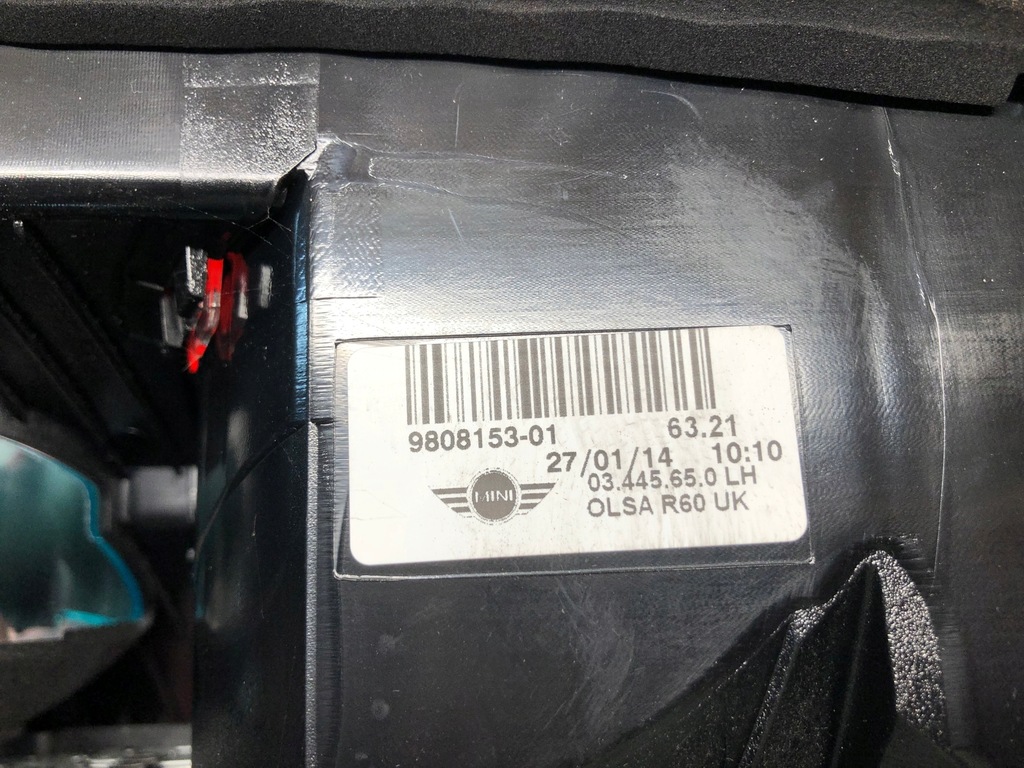 9808153-01 63.21
27/01/14 10:10
03.445.65.0 LH
MINI
OLSA R60 UK